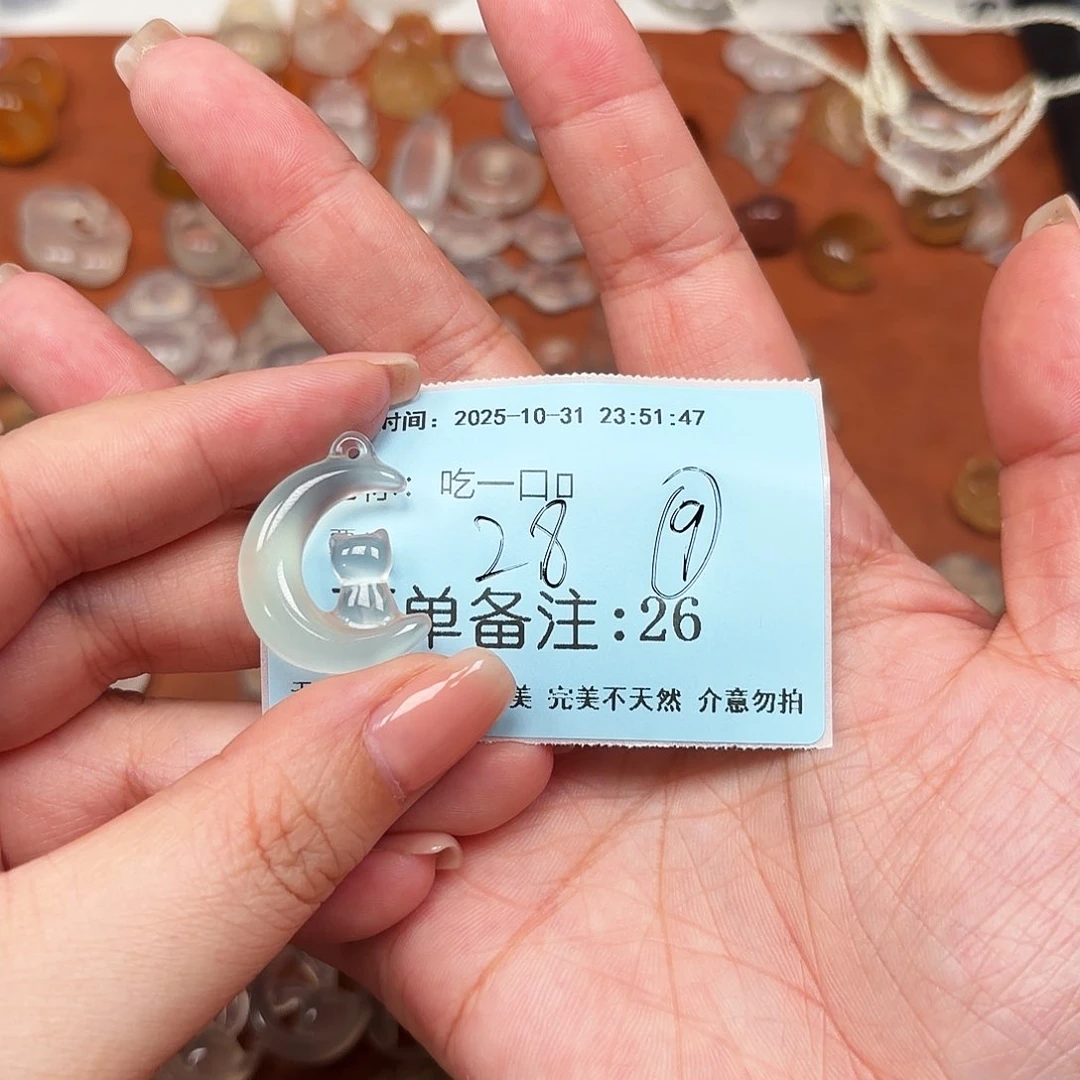 时间: 2025-10-31 23:51:47
吃一口
28 ⑨
单备注:26
美 完美不天然 介意勿拍